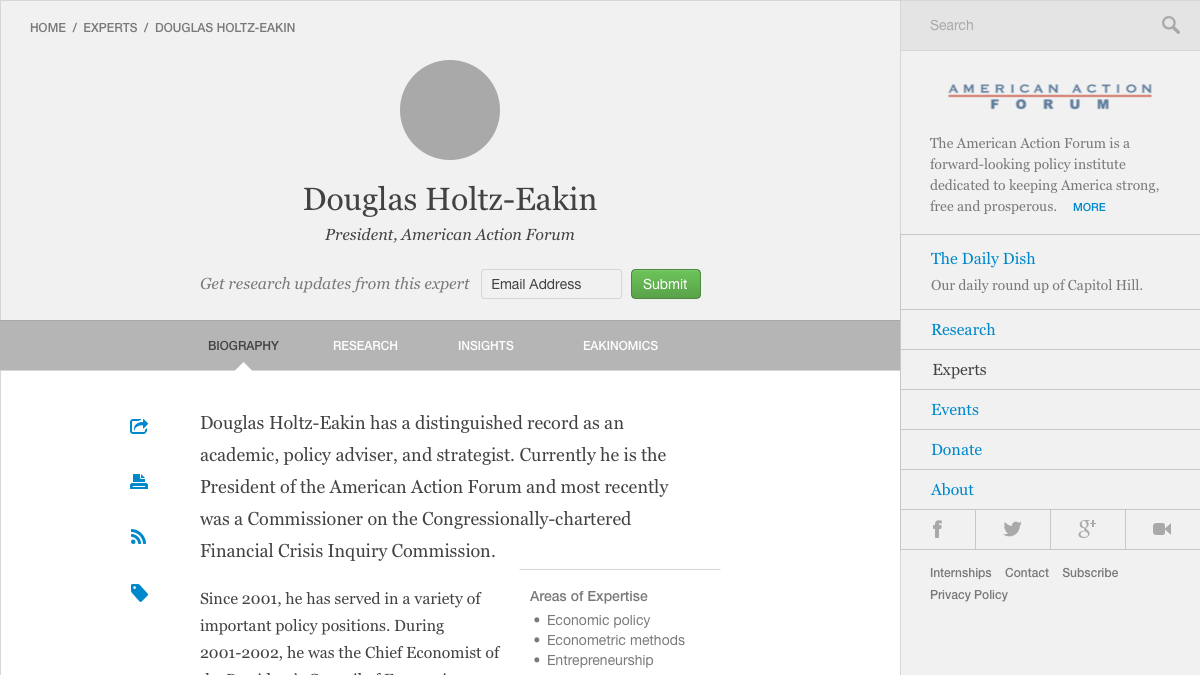 HOME / EXPERTS / DOUGLAS HOLTZ-EAKIN
Douglas Holtz-Eakin
President, American Action Forum
Get research updates from this expert Email Address Submit
BIOGRAPHY RESEARCH INSIGHTS EAKINOMICS
Douglas Holtz-Eakin has a distinguished record as an
academic, policy adviser, and strategist. Currently he is the
President of the American Action Forum and most recently
was a Commissioner on the Congressionally-chartered
Financial Crisis Inquiry Commission.
Since 2001, he has served in a variety of
important policy positions. During
2001-2002, he was the Chief Economist of
Areas of Expertise
• Economic policy
• Econometric methods
• Entrepreneurship
Search
AMERICAN ACTION
FORUM
The American Action Forum is a
forward-looking policy institute
dedicated to keeping America strong,
free and prosperous. MORE
The Daily Dish
Our daily round up of Capitol Hill.
Research
Experts
Events
Donate
About
Internships Contact Subscribe
Privacy Policy